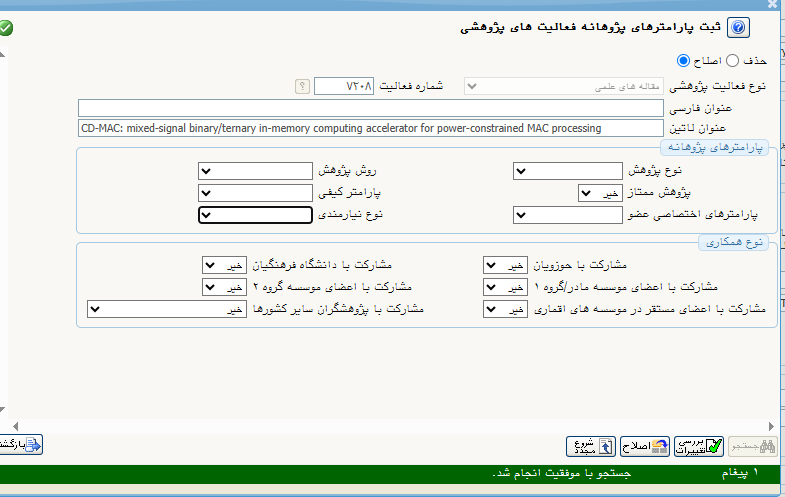 ثبت پارامترهای پژوهانه فعالیت های پژوهشی
حذف اصلاح
نوع فعالیت پژوهشی مقاله های علمی شماره فعالیت ۷۲۰۸ ؟
عنوان فارسی
عنوان لاتین CD-MAC: mixed-signal binary/ternary in-memory computing accelerator for power-constrained MAC processing
پارامترهای پژوهانه
نوع پژوهش روش پژوهش
پژوهش ممتاز خیر پارامتر کیفی
پارامترهای اختصاصی عضو نوع نیازمندی
نوع همکاری
مشارکت با حوزویان خیر مشارکت با دانشگاه فرهنگیان خیر
مشارکت با اعضای موسسه مادر/گروه ۱ خیر مشارکت با اعضای موسسه گروه ۲ خیر
مشارکت با اعضای مستقر در موسسه های اقماری خیر مشارکت با پژوهشگران سایر کشورها خیر
جستجو بررسی تغییرات اصلاح شروع مجدد بازگشت
۱ پیغام جستجو با موفقیت انجام شد.